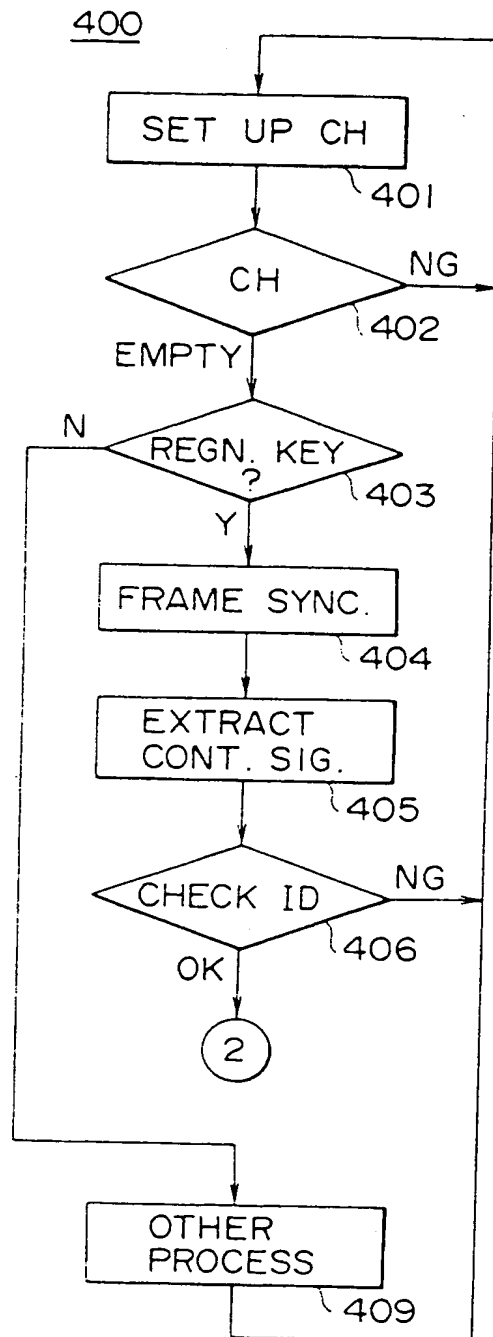 400
SET UP CH
401
CH
NG
402
EMPTY
N
REGN. KEY
?
403
Y
FRAME SYNC.
404
EXTRACT
CONT. SIG.
405
CHECK ID
NG
406
OK
2
OTHER
PROCESS
409